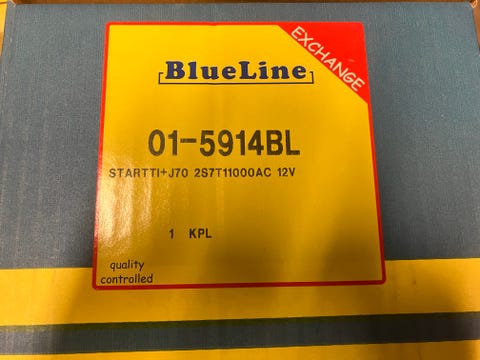 EXCHANGE
BlueLine
01-5914BL
STARTTI+J70 2S7T11000AC 12V
1 KPL
quality
controlled